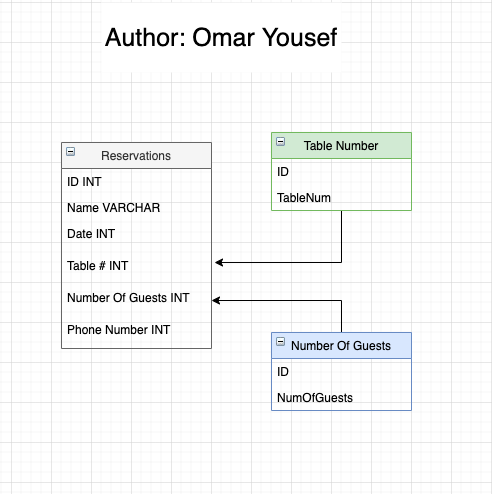 Author: Omar Yousef
Reservations
ID INT
Name VARCHAR
Date INT
Table # INT
Number Of Guests INT
Phone Number INT
Table Number
ID
TableNum
Number Of Guests
ID
NumOfGuests